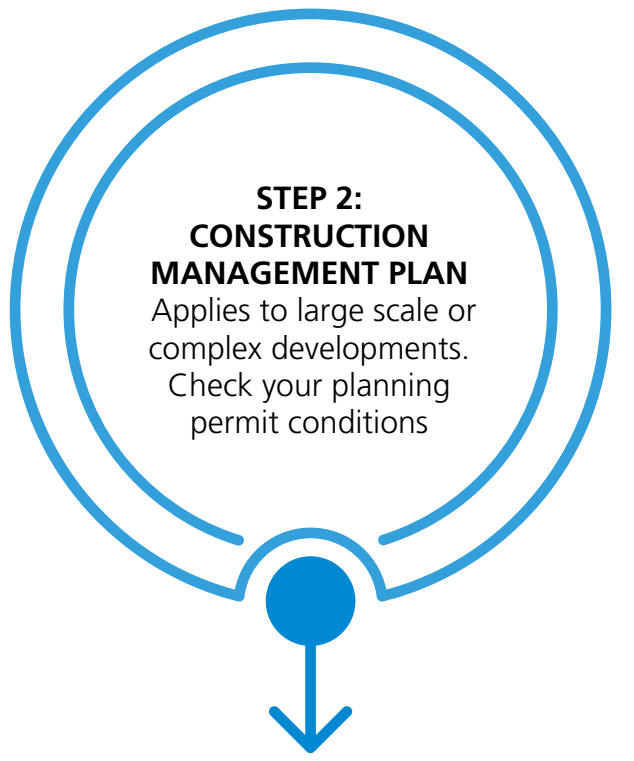 STEP 2:
CONSTRUCTION
MANAGEMENT PLAN
Applies to large scale or
complex developments.
Check your planning
permit conditions